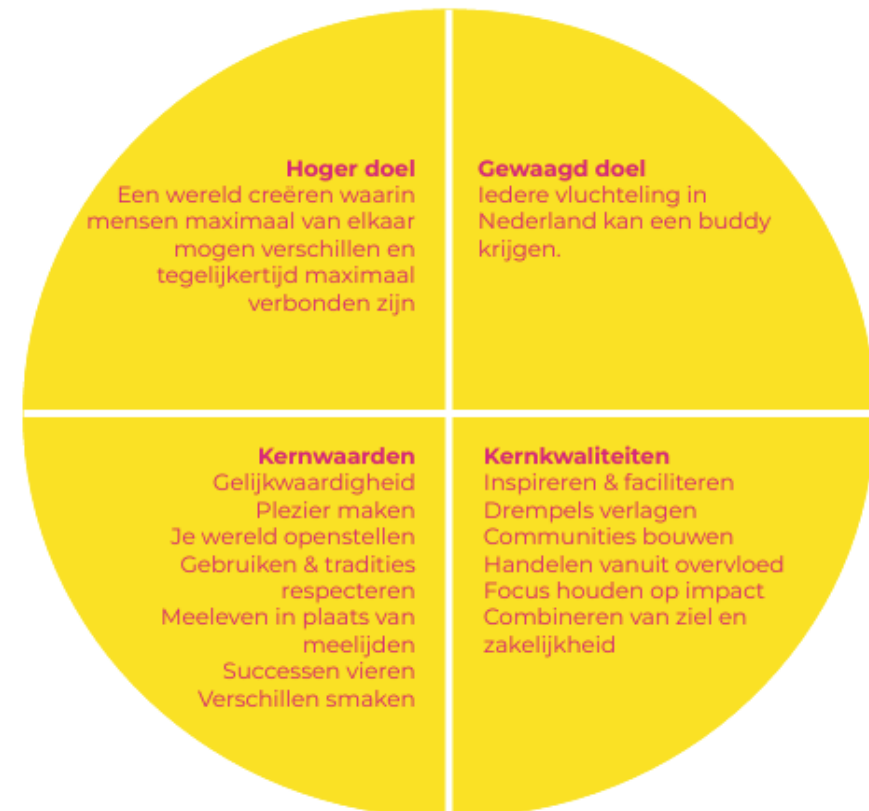 Hoger doel
Een wereld creëren waarin
mensen maximaal van elkaar
mogen verschillen en
tegelijkertijd maximaal
verbonden zijn
Gewaagd doel
Iedere vluchteling in
Nederland kan een buddy
krijgen.
Kernwaarden
Gelijkwaardigheid
Plezier maken
Je wereld openstellen
Gebruiken & tradities
respecteren
Meeleven in plaats van
meelijden
Successen vieren
Verschillen smaken
Kernkwaliteiten
Inspireren & faciliteren
Drempels verlagen
Communities bouwen
Handelen vanuit overvloed
Focus houden op impact
Combineren van ziel en
zakelijkheid